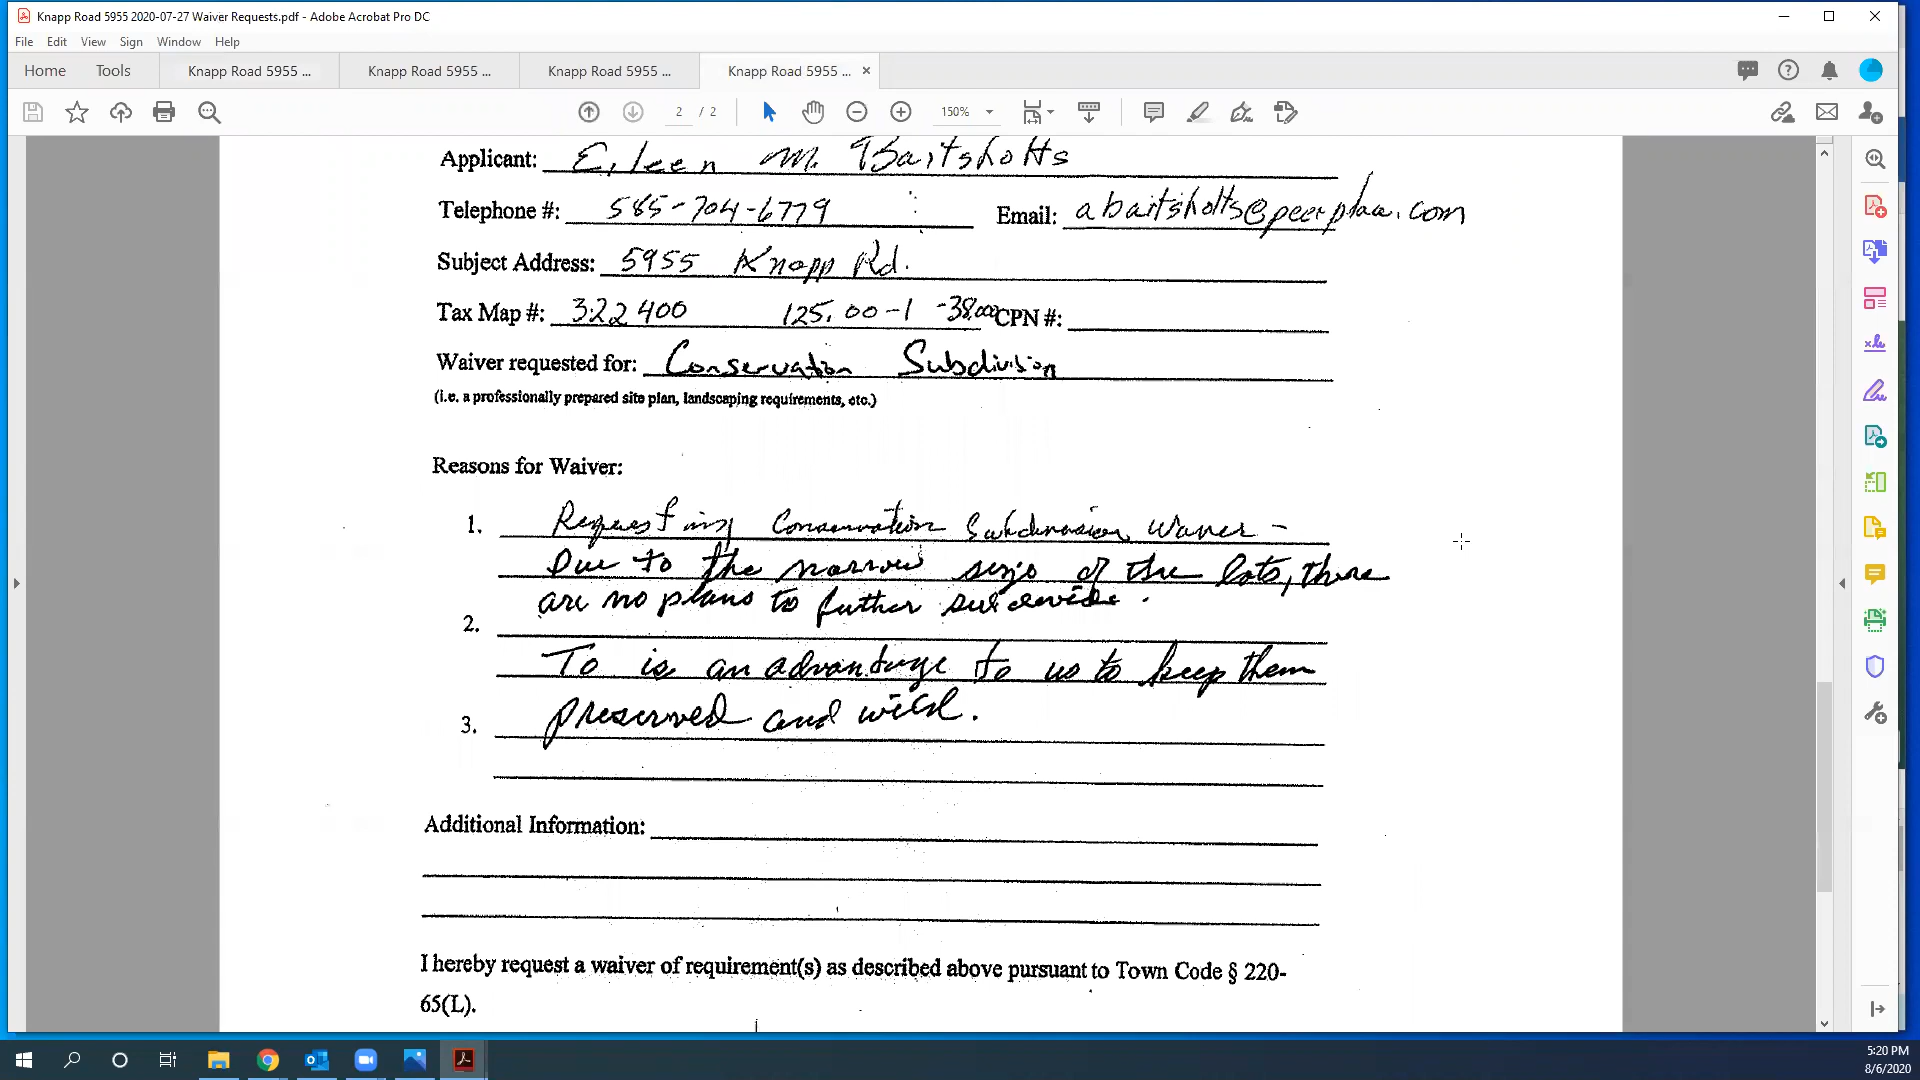 Knapp Road 5955 2020-07-27 Waiver Requests.pdf - Adobe Acrobat Pro DC
File Edit View Sign Window Help
Home Tools Knapp Road 5955 ... Knapp Road 5955 ... Knapp Road 5955 ... Knapp Road 5955 ...
2 / 2 150%
Applicant: Eileen M. Baitsholts
Telephone #: 585-704-6779 Email: abaitsholts@peerplaa.com
Subject Address: 5955 Knapp Rd.
Tax Map #: 322400 125.00-1-38.000 CPN #:
Waiver requested for: Conservation Subdivision
(i.e. a professionally prepared site plan, landscaping requirements, etc.)
Reasons for Waiver:
1. Requesting Conservation Subdivision Waver -
Due to the narrow size of the lots, there
are no plans to futher subdevide.
2.
To is an advantage to us to keep them
3. preserved and wild.
Additional Information:
I hereby request a waiver of requirement(s) as described above pursuant to Town Code § 220-
65(L).
5:20 PM
8/6/2020